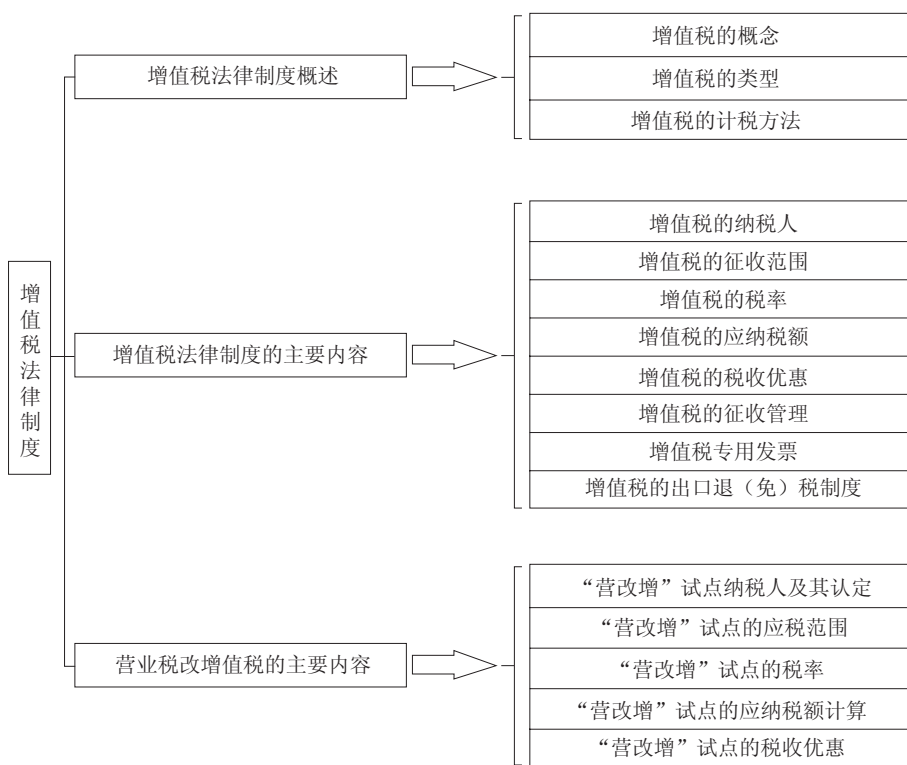 增值税法律制度
增值税法律制度概述
增值税的概念
增值税的类型
增值税的计税方法
增值税法律制度的主要内容
增值税的纳税人
增值税的征收范围
增值税的税率
增值税的应纳税额
增值税的税收优惠
增值税的征收管理
增值税专用发票
增值税的出口退（免）税制度
营业税改增值税的主要内容
“营改增”试点纳税人及其认定
“营改增”试点的应税范围
“营改增”试点的税率
“营改增”试点的应纳税额计算
“营改增”试点的税收优惠